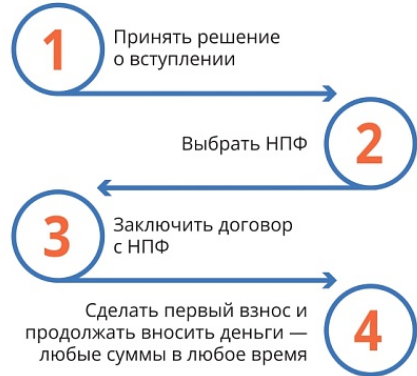 1
Принять решение
о вступлении
2
Выбрать НПФ
3
Заключить договор
с НПФ
4
Сделать первый взнос и
продолжать вносить деньги —
любые суммы в любое время